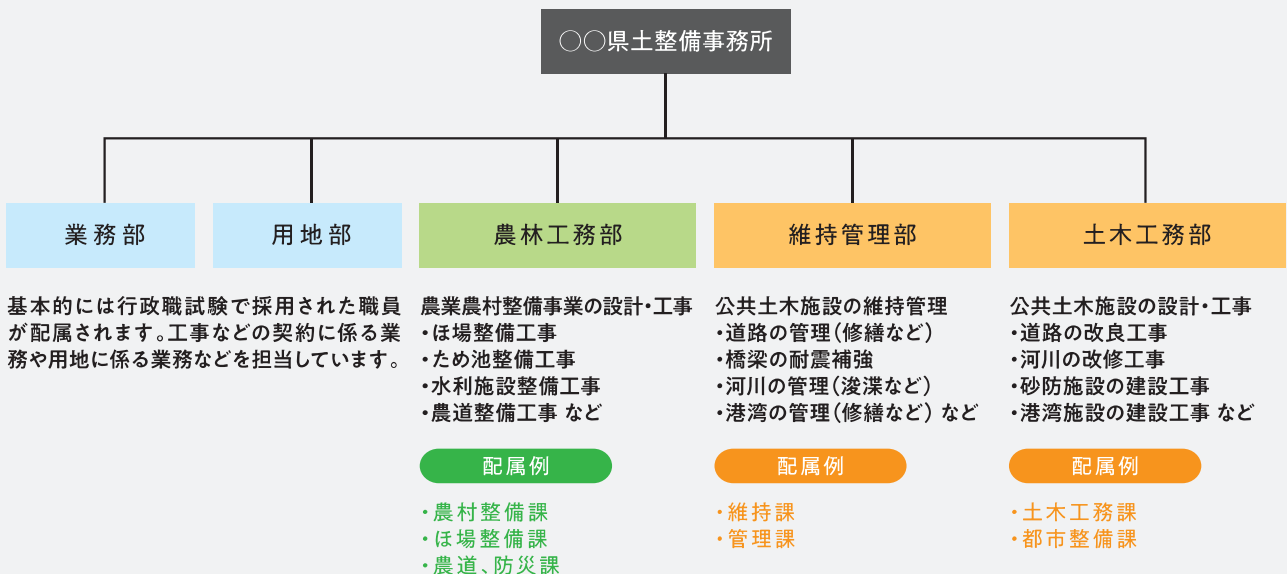 〇〇県土整備事務所
業務部
用地部
農林工務部
維持管理部
土木工務部
基本的には行政職試験で採用された職員
が配属されます。工事などの契約に係る業
務や用地に係る業務などを担当しています。
農業農村整備事業の設計・工事
・ほ場整備工事
・ため池整備工事
・水利施設整備工事
・農道整備工事 など
配属例
・農村整備課
・ほ場整備課
・農道、防災課
公共土木施設の維持管理
・道路の管理(修繕など)
・橋梁の耐震補強
・河川の管理(浚渫など)
・港湾の管理(修繕など) など
配属例
・維持課
・管理課
公共土木施設の設計・工事
・道路の改良工事
・河川の改修工事
・砂防施設の建設工事
・港湾施設の建設工事 など
配属例
・土木工務課
・都市整備課